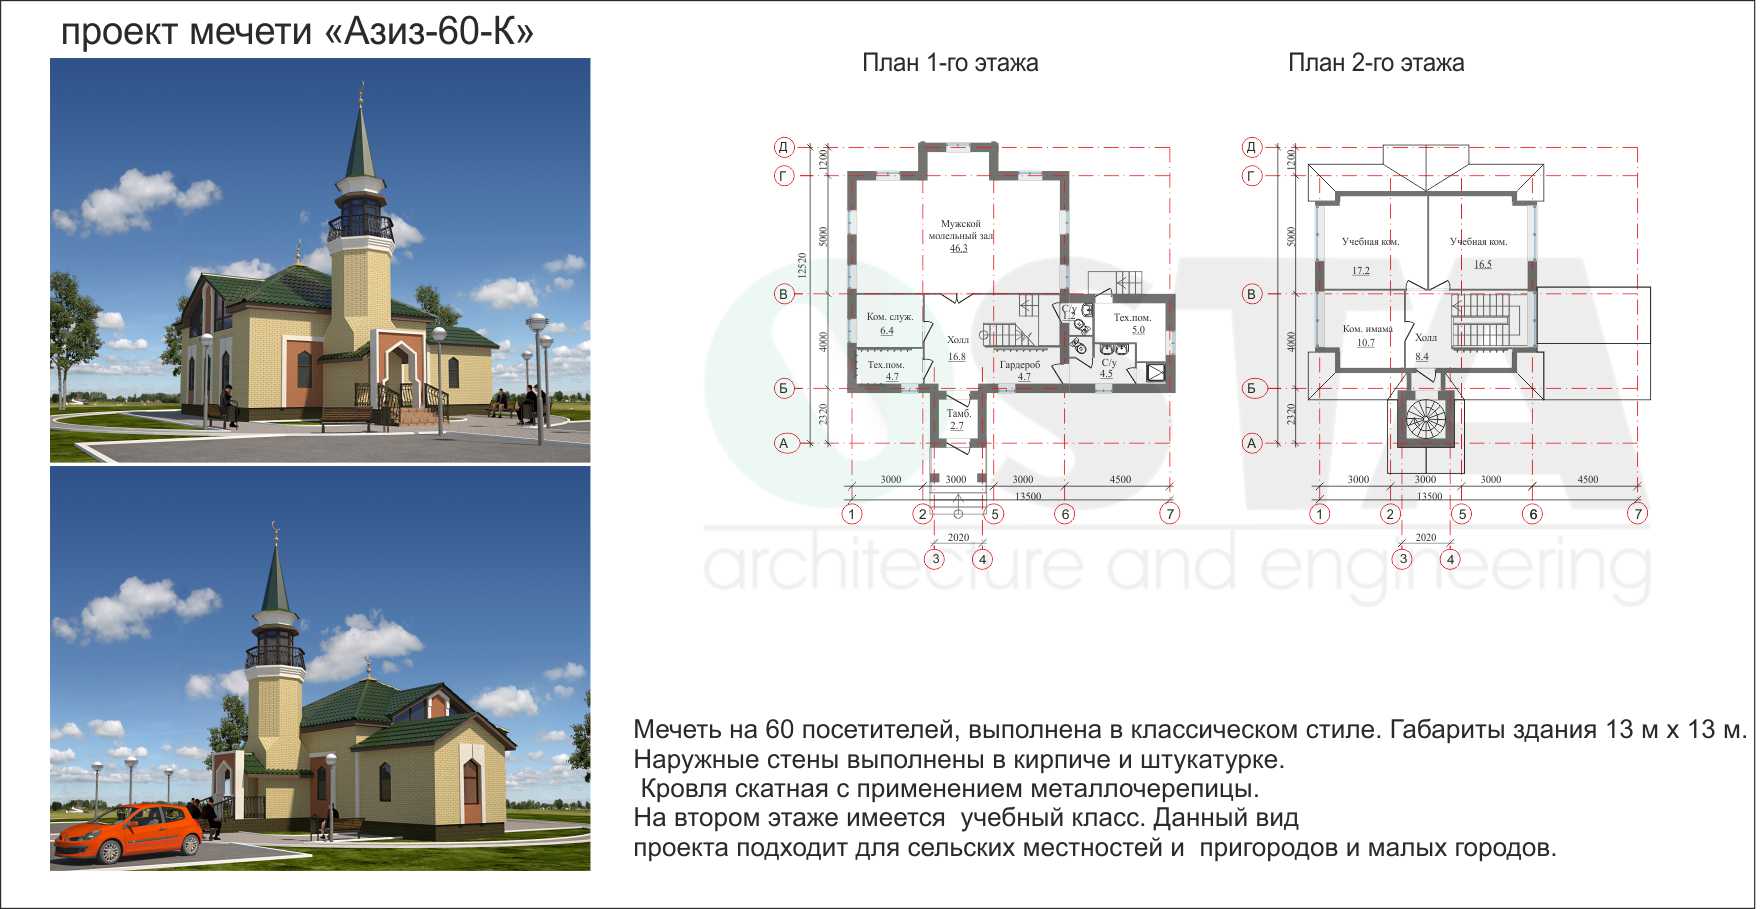 проект мечети «Азиз-60-К»
План 1-го этажа
План 2-го этажа
Д
Г
В
Б
А
1200
5000
4000
2320
12520
Мужской
молельный зал
46.3
Ком. служ.
6.4
Тех.пом.
4.7
Холл
16.8
Гардероб
4.7
С/у
1.2
Тех.пом.
5.0
С/у
4.5
Тамб.
2.7
3000
3000
3000
4500
13500
1
2
5
6
7
2020
3
4
Д
Г
В
Б
А
1200
5000
4000
2320
Учебная ком.
17.2
Учебная ком.
16.5
Ком. имама
10.7
Холл
8.4
3000
3000
3000
4500
13500
1
2
5
6
7
2020
3
4
OSTA
architecture and engineering
Мечеть на 60 посетителей, выполнена в классическом стиле. Габариты здания 13 м х 13 м.
Наружные стены выполнены в кирпиче и штукатурке.
Кровля скатная с применением металлочерепицы.
На втором этаже имеется учебный класс. Данный вид
проекта подходит для сельских местностей и пригородов и малых городов.